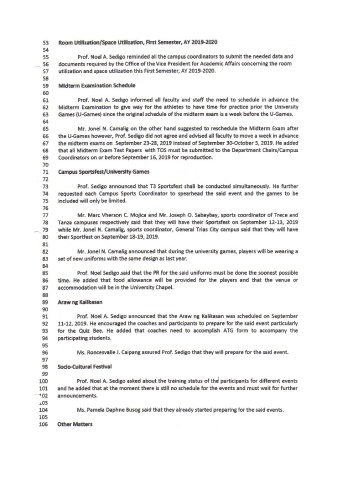 53 Room Utilization/Space Utilization, First Semester, AY 2019-2020
54
55 Prof. Noel A. Sedigo reminded all the campus coordinators to submit the needed data and
56 documents required by the Office of the Vice President for Academic Affairs concerning the room
57 utilization and space utilization this First Semester, AY 2019-2020.
58
59 Midterm Examination Schedule
60
61 Prof. Noel A. Sedigo informed all faculty and staff the need to schedule in advance the
62 Midterm Examination to give way for the athletes to have time for practice prior the University
63 Games (U-Games) since the original schedule of the midterm exam is a week before the U-Games.
64
65 Mr. Jonel N. Camalig on the other hand suggested to reschedule the Midterm Exam after
66 the U-Games however, Prof. Sedigo did not agree and advised all faculty to move a week in advance
67 the midterm exams on September 23-28, 2019 instead of September 30-October 5, 2019. He added
68 that all Midterm Exam Test Papers with TOS must be submitted to the Department Chairs/Campus
69 Coordinators on or before September 16, 2019 for reproduction.
70
71 Campus Sportsfest/University Games
72
73 Prof. Sedigo announced that T3 Sportsfest shall be conducted simultaneously. He further
74 requested each Campus Sports Coordinator to spearhead the said event and the games to be
75 included will only be limited.
76
77 Mr. Marc Vherson C. Mojica and Mr. Joseph O. Sabaybay, sports coordinator of Trece and
78 Tanza campuses respectively said that they will have their Sportsfest on September 12-13, 2019
79 while Mr. Jonel N. Camalig, sports coordinator, General Trias City campus said that they will have
80 their Sportfest on September 18-19, 2019.
81
82 Mr. Jonel N. Camalig announced that during the university games, players will be wearing a
83 set of new uniforms with the same design as last year.
84
85 Prof. Noel Sedigo said that the PR for the said uniforms must be done the soonest possible
86 time. He added that food allowance will be provided for the players and that the venue or
87 accommodation will be in the University Chapel.
88
89 Araw ng Kalikasan
90
91 Prof. Noel A. Sedigo announced that the Araw ng Kalikasan was scheduled on September
92 11-12, 2019. He encouraged the coaches and participants to prepare for the said event particularly
93 for the Quiz Bee. He added that coaches need to accomplish ATG form to accompany the
94 participating students.
95
96 Ms. Roncesvalle J. Caipang assured Prof. Sedigo that they will prepare for the said event.
97
98 Socio-Cultural Festival
99
100 Prof. Noel A. Sedigo asked about the training status of the participants for different events
101 and he added that at the moment there is still no schedule for the events and must wait for further
102 announcements.
103
104 Ms. Pamela Daphne Busog said that they already started preparing for the said events.
105
106 Other Matters